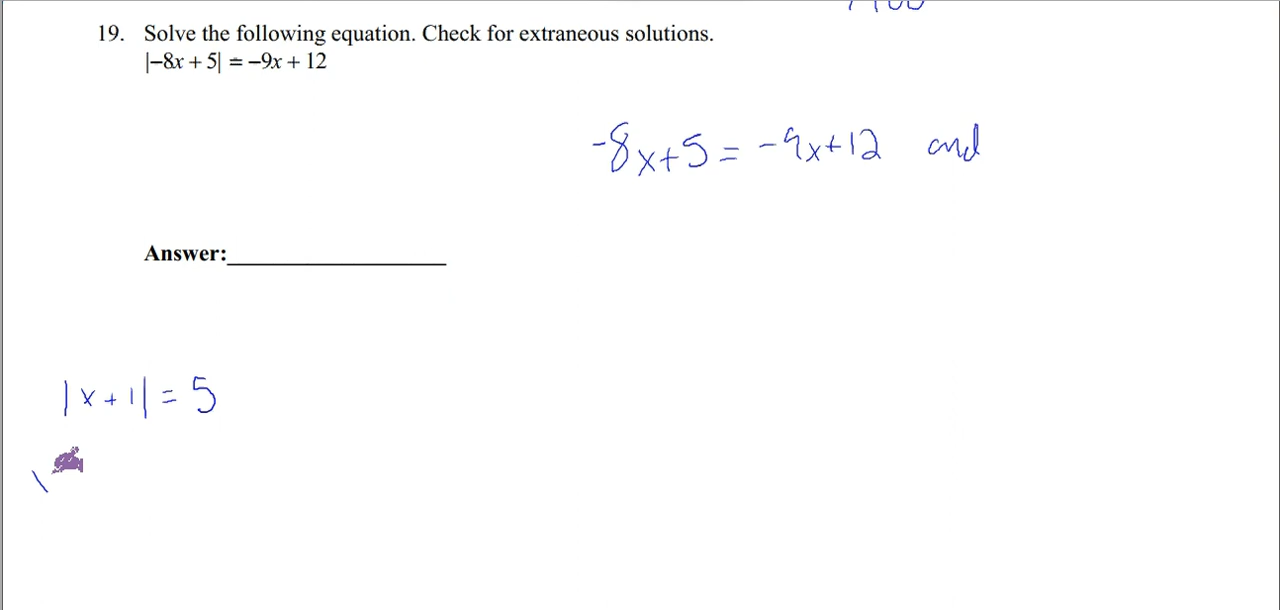 19. Solve the following equation. Check for extraneous solutions.
|−8x + 5| = −9x + 12
-8x+5 = -9x+12 and
Answer:
|x+1| = 5